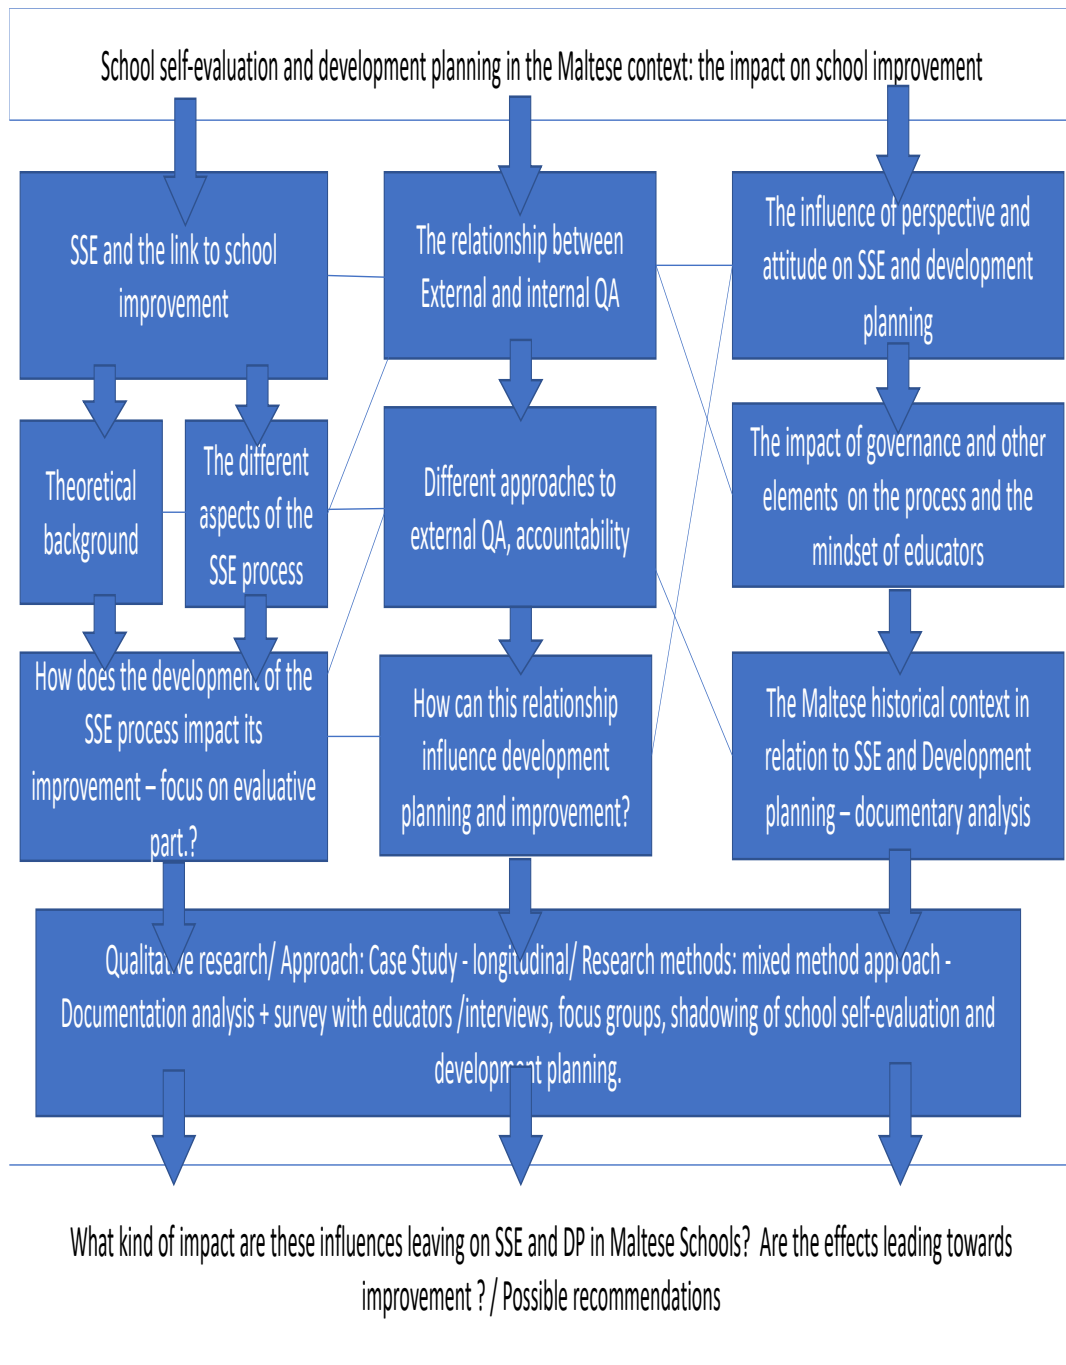 School self-evaluation and development planning in the Maltese context: the impact on school improvement
SSE and the link to school
improvement
The relationship between
External and internal QA
The influence of perspective and
attitude on SSE and development
planning
Theoretical
background
The different
aspects of the
SSE process
Different approaches to
external QA, accountability
The impact of governance and other
elements  on the process and the
mindset of educators
How does the development of the
SSE process impact its
improvement – focus on evaluative
part.?
How can this relationship
influence development
planning and improvement?
The Maltese historical context in
relation to SSE and Development
planning – documentary analysis
Qualitative research/ Approach: Case Study - longitudinal/ Research methods: mixed method approach -
Documentation analysis + survey with educators /interviews, focus groups, shadowing of school self-evaluation and
development planning.
What kind of impact are these influences leaving on SSE and DP in Maltese Schools?  Are the effects leading towards
improvement ? / Possible recommendations